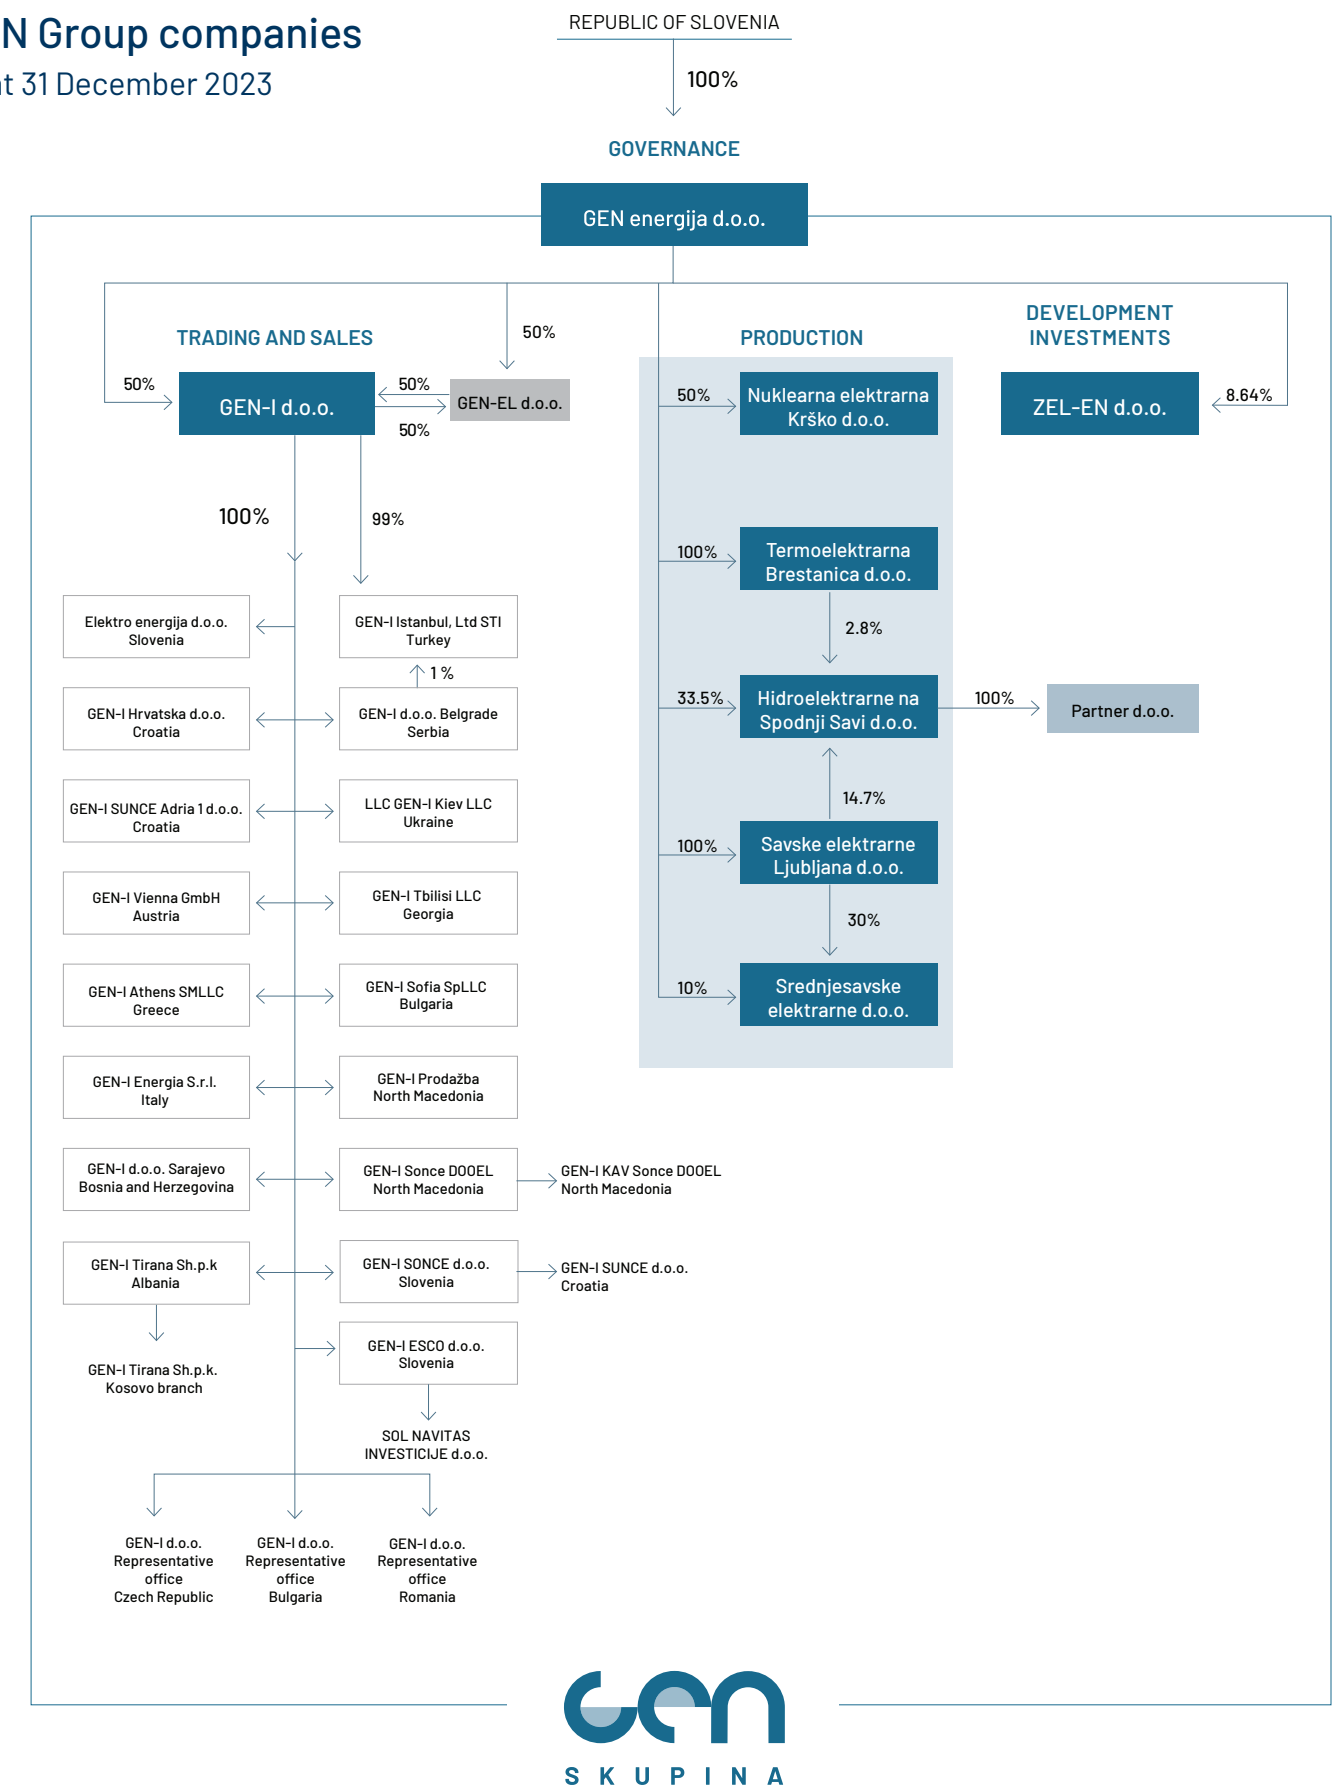 N Group companies
t 31 December 2023
REPUBLIC OF SLOVENIA
100%
GOVERNANCE
GEN energija d.o.o.
TRADING AND SALES
50%
GEN-I d.o.o.
50%
50%
50%
GEN-EL d.o.o.
PRODUCTION
50%
Nuklearna elektrarna
Krško d.o.o.
DEVELOPMENT
INVESTMENTS
ZEL-EN d.o.o.
8.64%
100%
99%
100%
Termoelektrarna
Brestanica d.o.o.
2.8%
33.5%
Hidroelektrarne na
Spodnji Savi d.o.o.
100%
Partner d.o.o.
14.7%
100%
Savske elektrarne
Ljubljana d.o.o.
30%
10%
Srednjesavske
elektrarne d.o.o.
Elektro energija d.o.o.
Slovenia
GEN-I Istanbul, Ltd STI
Turkey
1 %
GEN-I Hrvatska d.o.o.
Croatia
GEN-I d.o.o. Belgrade
Serbia
GEN-I SUNCE Adria 1 d.o.o.
Croatia
LLC GEN-I Kiev LLC
Ukraine
GEN-I Vienna GmbH
Austria
GEN-I Tbilisi LLC
Georgia
GEN-I Athens SMLLC
Greece
GEN-I Sofia SpLLC
Bulgaria
GEN-I Energia S.r.l.
Italy
GEN-I Prodažba
North Macedonia
GEN-I d.o.o. Sarajevo
Bosnia and Herzegovina
GEN-I Sonce DOOEL
North Macedonia
GEN-I KAV Sonce DOOEL
North Macedonia
GEN-I Tirana Sh.p.k
Albania
GEN-I SONCE d.o.o.
Slovenia
GEN-I SUNCE d.o.o.
Croatia
GEN-I Tirana Sh.p.k.
Kosovo branch
GEN-I ESCO d.o.o.
Slovenia
SOL NAVITAS
INVESTICIJE d.o.o.
GEN-I d.o.o.
Representative
office
Czech Republic
GEN-I d.o.o.
Representative
office
Bulgaria
GEN-I d.o.o.
Representative
office
Romania
gen
SKUPINA